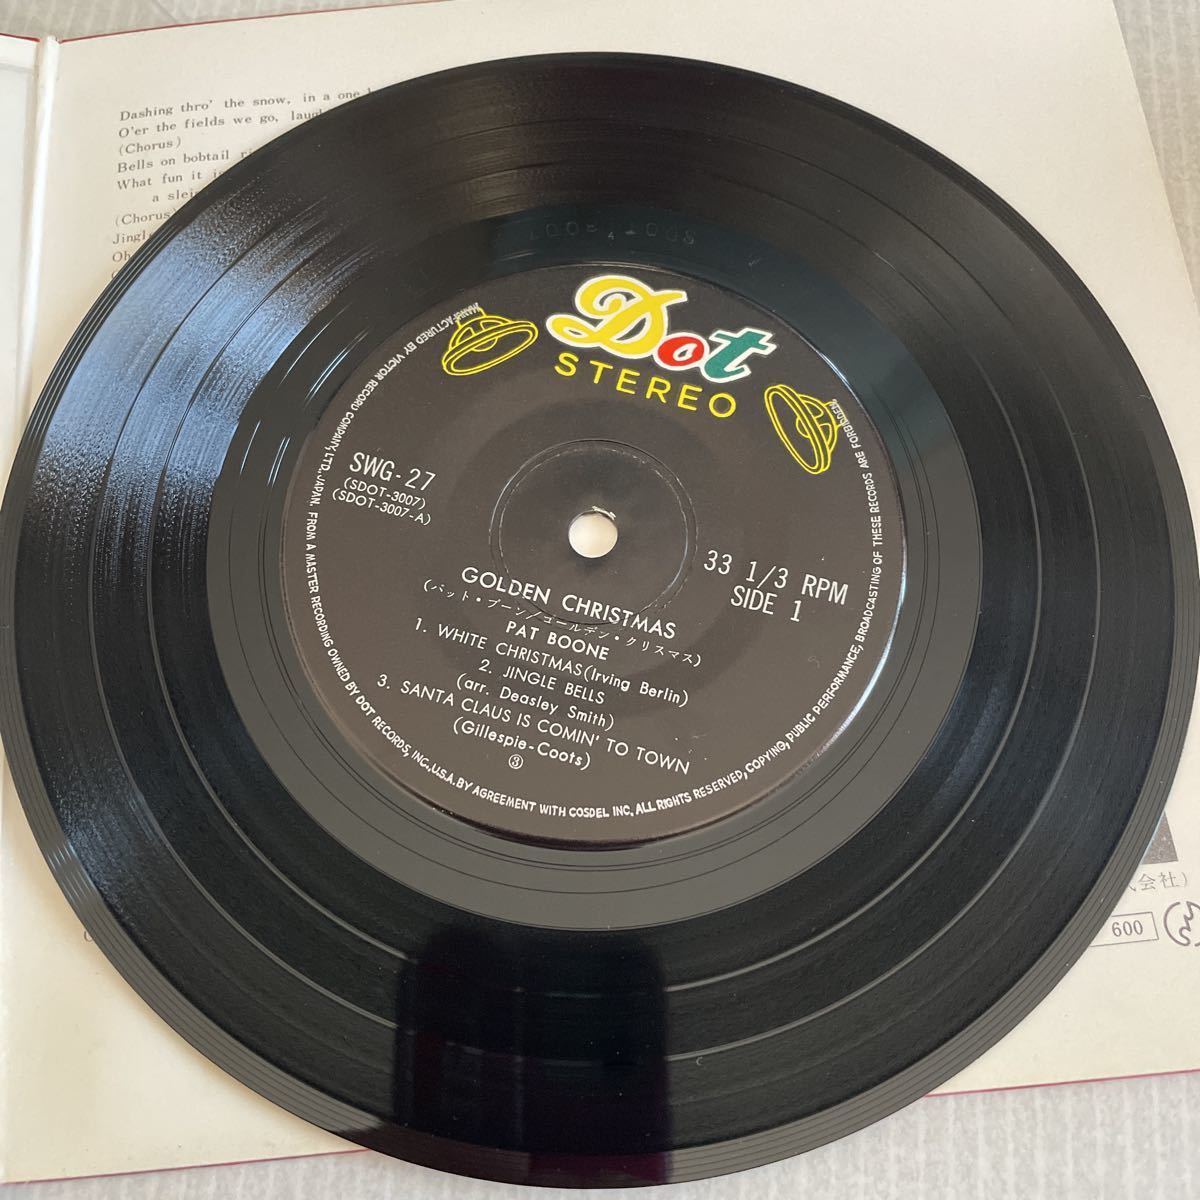 Dashing thro' the snow, in a one
O'er the fields we go,
(Chorus)
Bells on bobtail
What fun it is
a
(Chorus)
Dot
STEREO
SWG-27
(SDOT-3007)
(SDOT-3007-A)
33 1/3 RPM
SIDE 1
GOLDEN CHRISTMAS
(パット・ブーン/ゴールデン・クリスマス)
PAT BOONE
1. WHITE CHRISTMAS(Irving Berlin)
2. JINGLE BELLS
(arr. Deasley Smith)
3. SANTA CLAUS IS COMIN' TO TOWN
(Gillespie-Coots)
③
MANUFACTURED BY VICTOR RECORD COMPANY, LTD., JAPAN. FROM A MASTER RECORDING OWNED BY DOT RECORDS, INC., U.S.A. BY AGREEMENT WITH COSDEL INC. ALL RIGHTS RESERVED, COPYING, PUBLIC PERFORMANCE, BROADCASTING OF THESE RECORDS ARE FORBIDDEN.
会社)
600